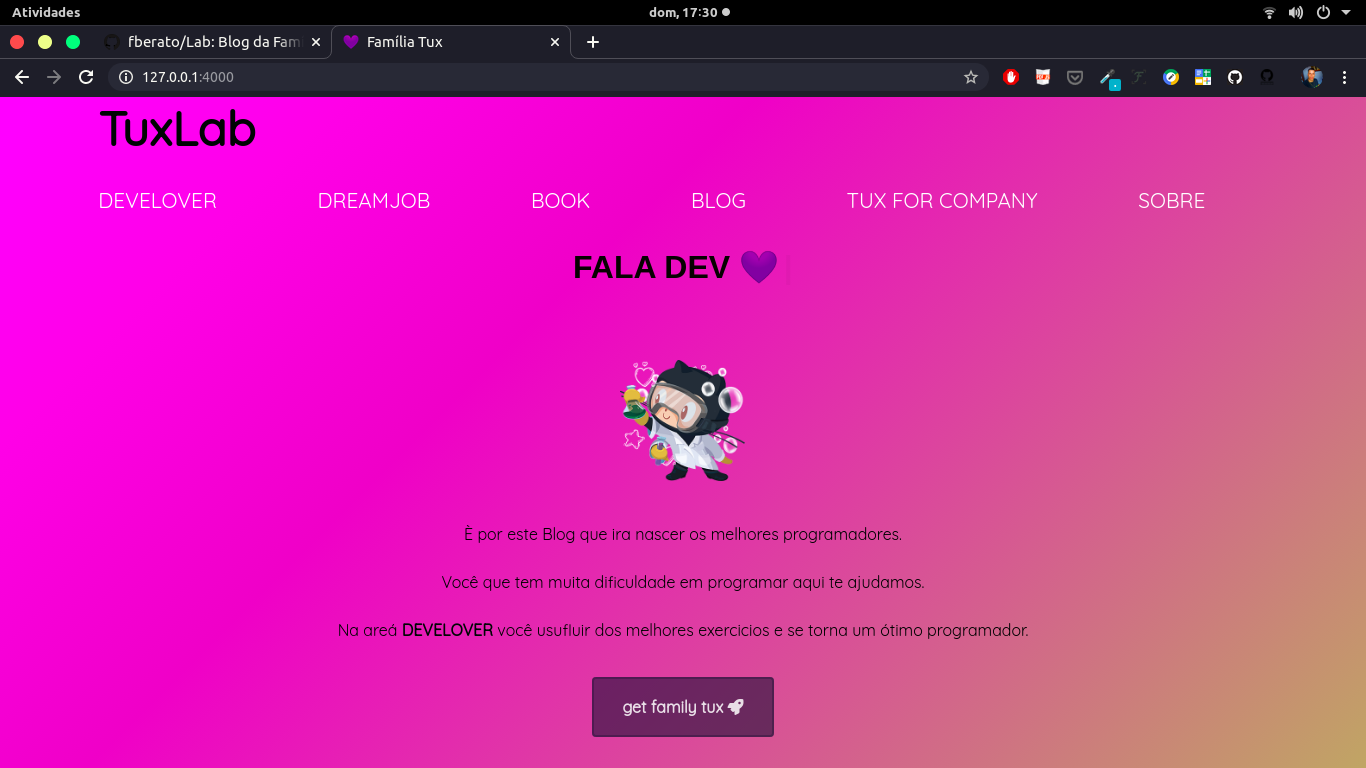 Atividades
dom, 17:30
fberato/Lab: Blog da Fam
Família Tux
127.0.0.1:4000
TuxLab
DEVELOVER DREAMJOB BOOK BLOG TUX FOR COMPANY SOBRE
FALA DEV 💜
È por este Blog que ira nascer os melhores programadores.
Você que tem muita dificuldade em programar aqui te ajudamos.
Na areá DEVELOVER você usufluir dos melhores exercicios e se torna um ótimo programador.
get family tux